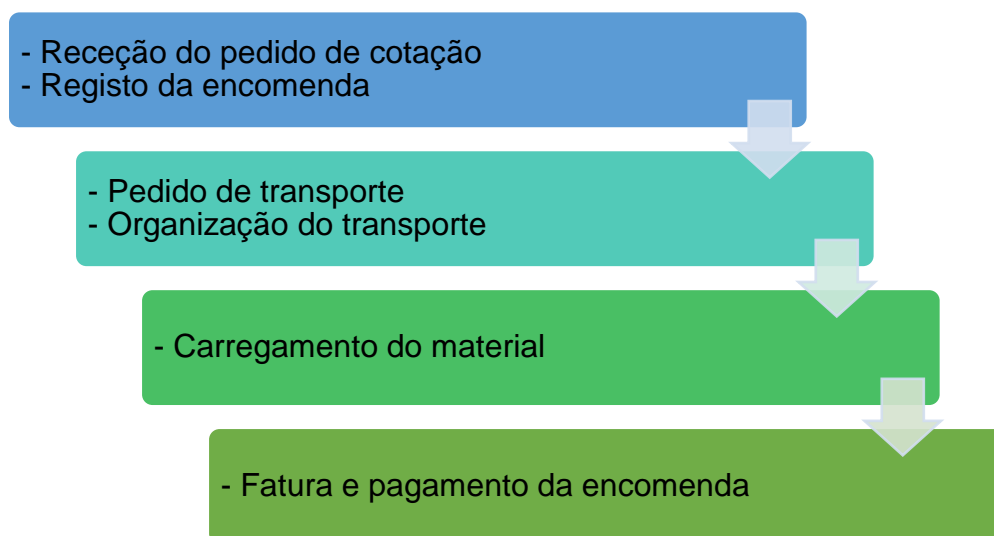 - Receção do pedido de cotação
- Registo da encomenda
- Pedido de transporte
- Organização do transporte
- Carregamento do material
- Fatura e pagamento da encomenda